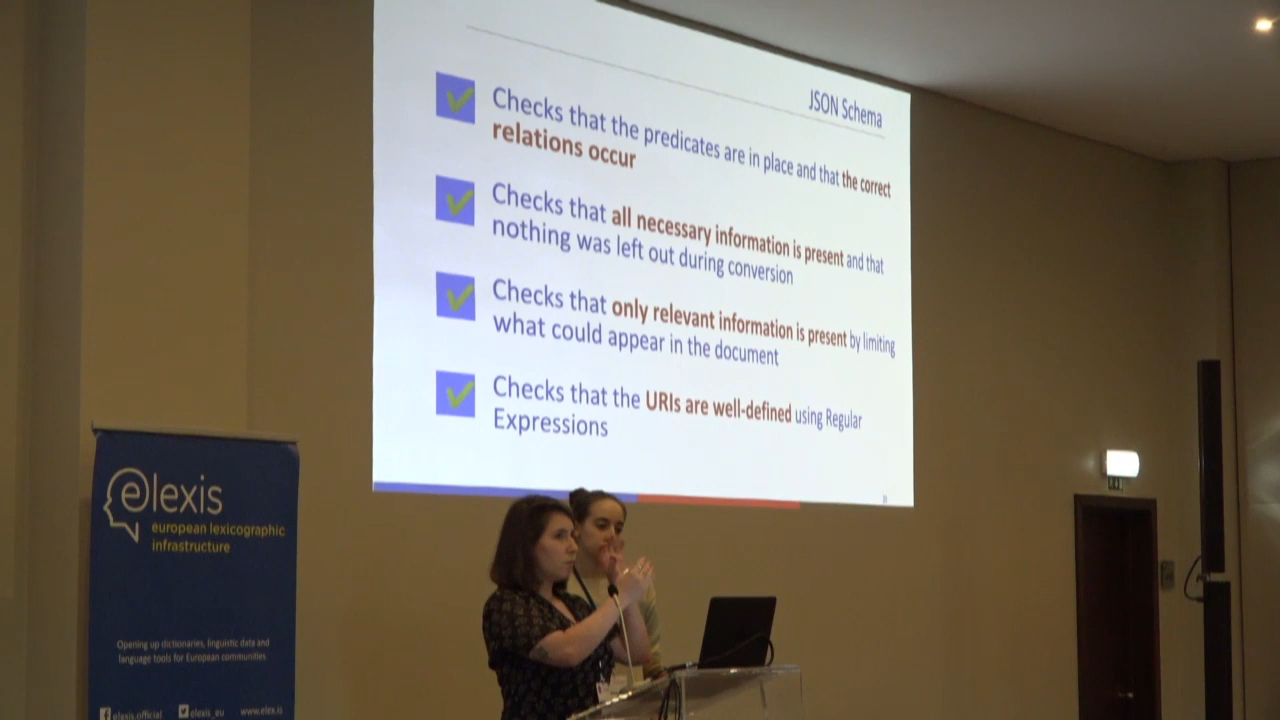 JSON Schema
Checks that the predicates are in place and that the correct
relations occur
Checks that all necessary information is present and that
nothing was left out during conversion
Checks that only relevant information is present by limiting
what could appear in the document
Checks that the URIs are well-defined using Regular
Expressions
elexis
european lexicographic
infrastructure
Opening up dictionaries, linguistic data and
language tools for European communities.
elexis.official elexis_eu www.elex.is